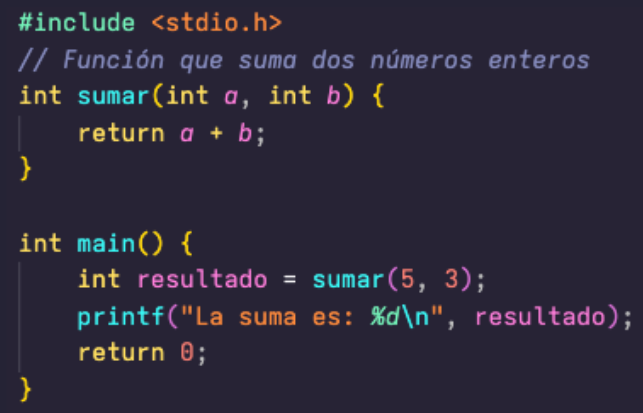 #include <stdio.h>
// Función que suma dos números enteros
int sumar(int a, int b) {
    return a + b;
}

int main() {
    int resultado = sumar(5, 3);
    printf("La suma es: %d\n", resultado);
    return 0;
}